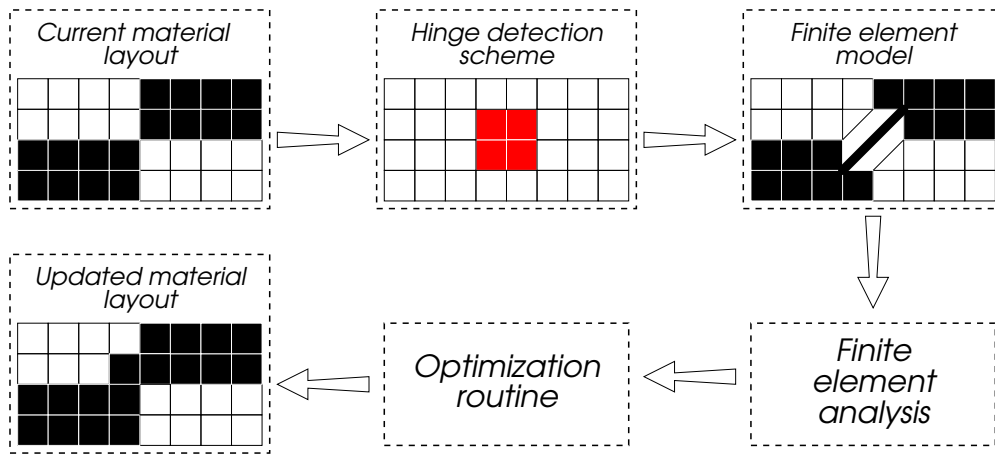 Current material
layout
Hinge detection
scheme
Finite element
model
Updated material
layout
Optimization
routine
Finite
element
analysis